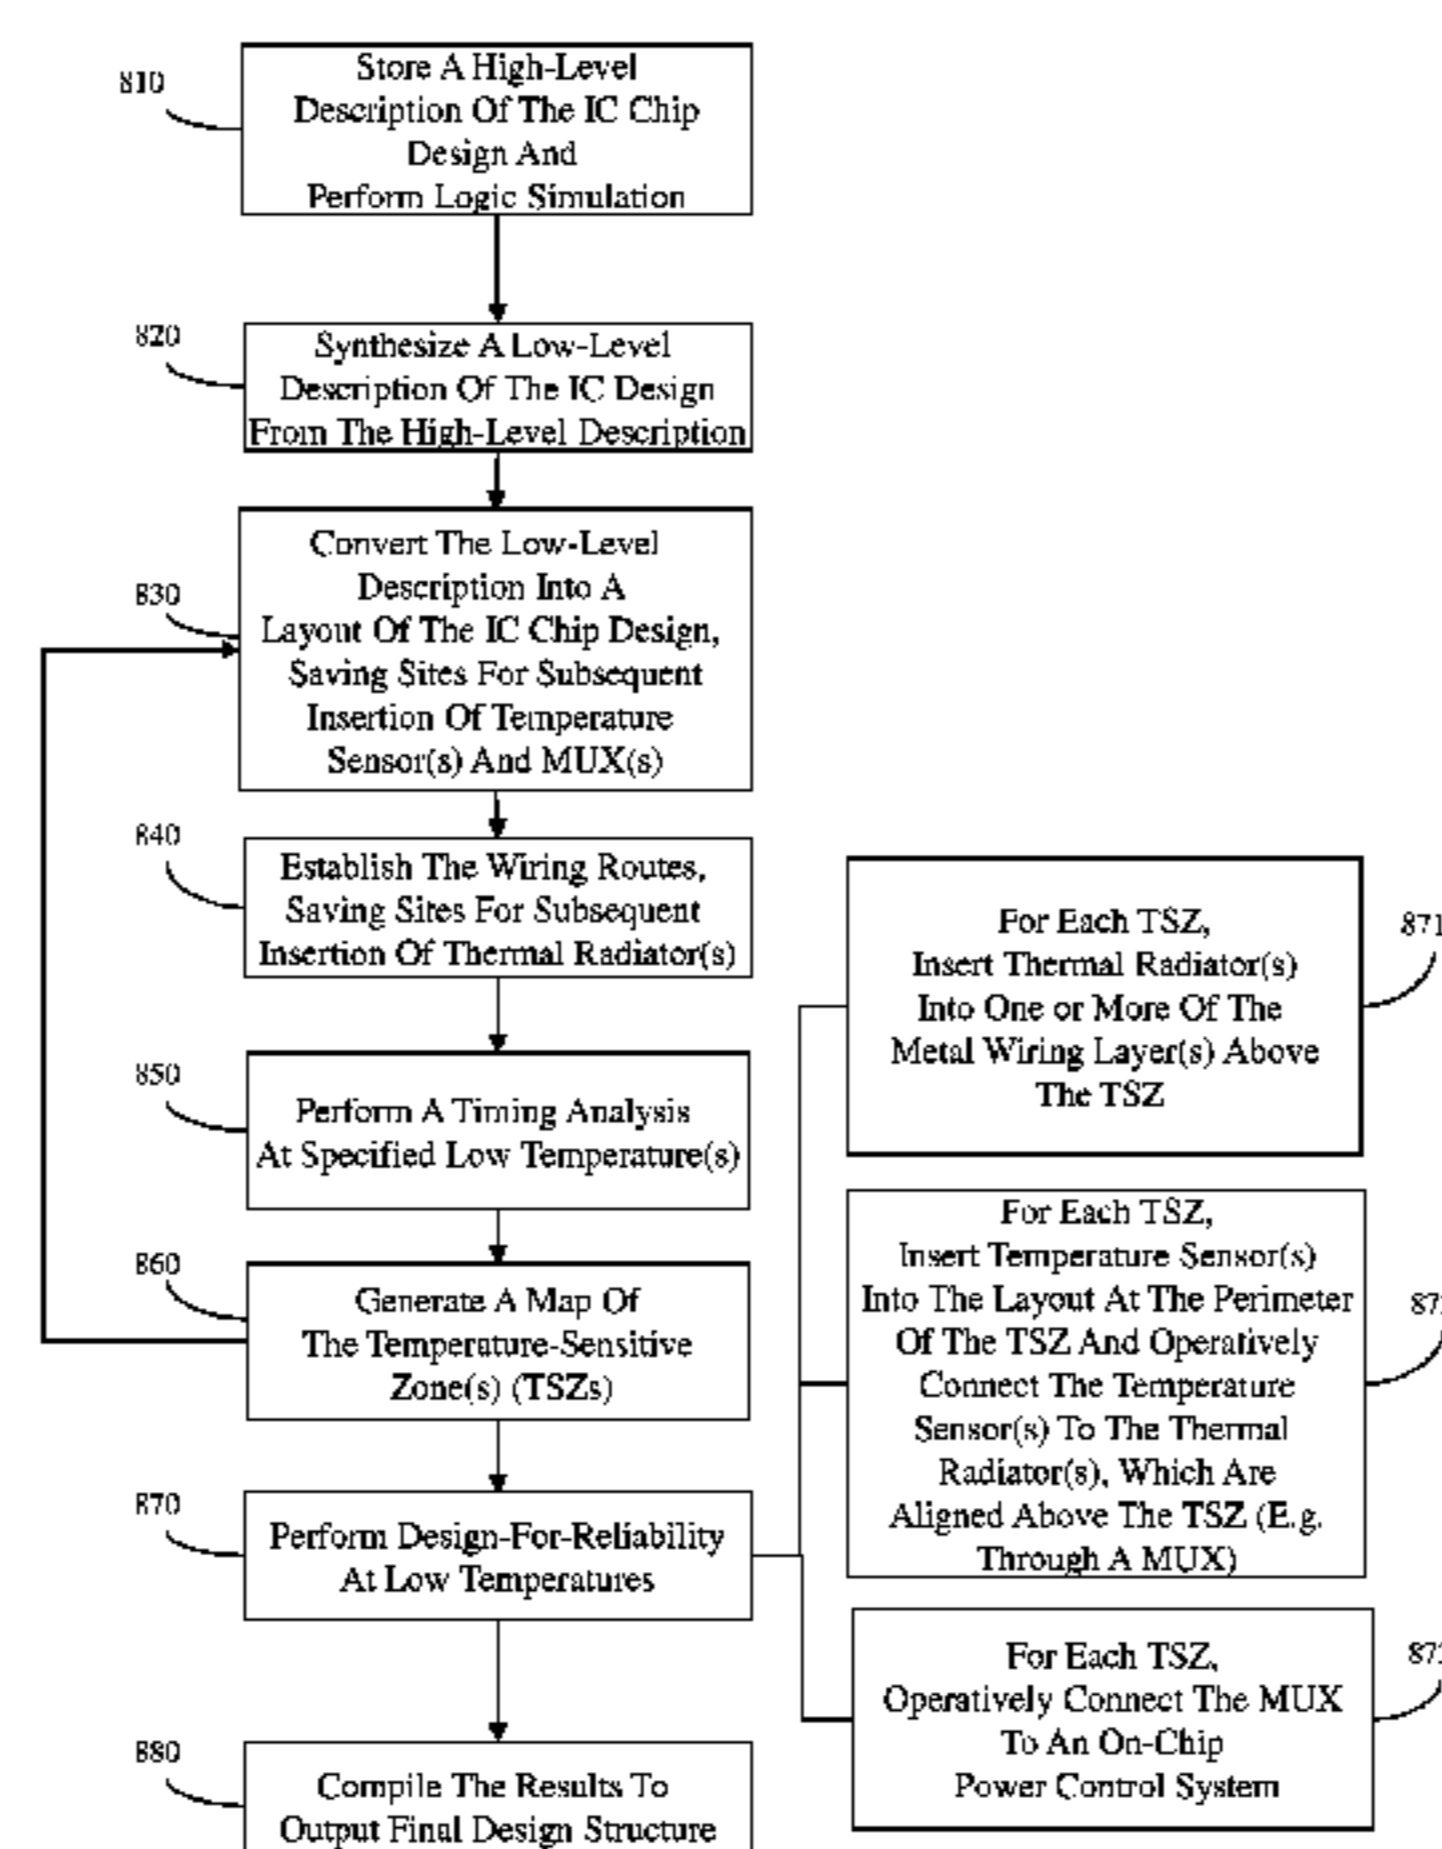 810
Store A High-Level
Description Of The IC Chip
Design And
Perform Logic Simulation
820
Synthesize A Low-Level
Description Of The IC Design
From The High-Level Description
830
Convert The Low-Level
Description Into A
Layout Of The IC Chip Design,
Saving Sites For Subsequent
Insertion Of Temperature
Sensor(s) And MUX(s)
840
Establish The Wiring Routes,
Saving Sites For Subsequent
Insertion Of Thermal Radiator(s)
850
Perform A Timing Analysis
At Specified Low Temperature(s)
860
Generate A Map Of
The Temperature-Sensitive
Zone(s) (TSZs)
870
Perform Design-For-Reliability
At Low Temperatures
880
Compile The Results To
Output Final Design Structure
For Each TSZ,
Insert Thermal Radiator(s)
Into One or More Of The
Metal Wiring Layer(s) Above
The TSZ
871
For Each TSZ,
Insert Temperature Sensor(s)
Into The Layout At The Perimeter
Of The TSZ And Operatively
Connect The Temperature
Sensor(s) To The Thermal
Radiator(s), Which Are
Aligned Above The TSZ (E.g.
Through A MUX)
For Each TSZ,
Operatively Connect The MUX
To An On-Chip
Power Control System